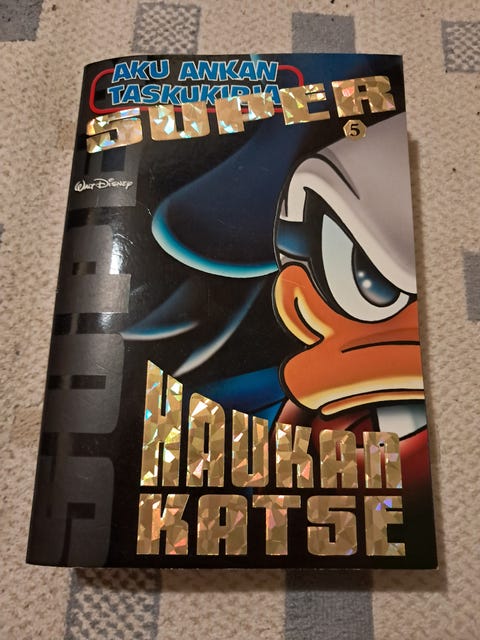 AKU ANKAN
TASKUKIRJA
SUPER
5
WALT DISNEY
SUPER
HAUKAN
KATSE